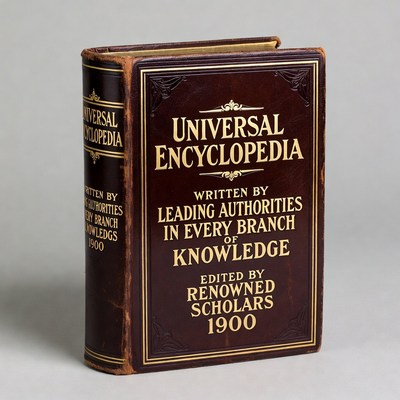 UNIVERSAL
ENCYCLOPEDIA
WRITTEN BY
LEADING AUTHORITIES
IN EVERY BRANCH
OF
KNOWLEDGE
EDITED BY
RENOWNED
SCHOLARS
1900
UNIVERSAL
ENCYCLOPEDIA
WRITTEN BY
AUTHORITIES
EVERY BRANCH
1900